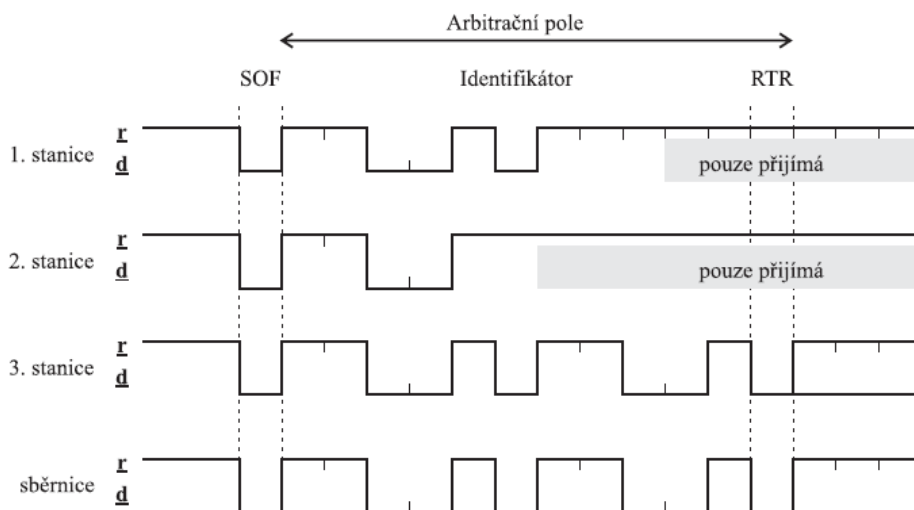 Arbitrační pole
SOF Identifikátor RTR
1. stanice r
d
pouze přijímá
2. stanice r
d
pouze přijímá
3. stanice r
d
sběrnice r
d